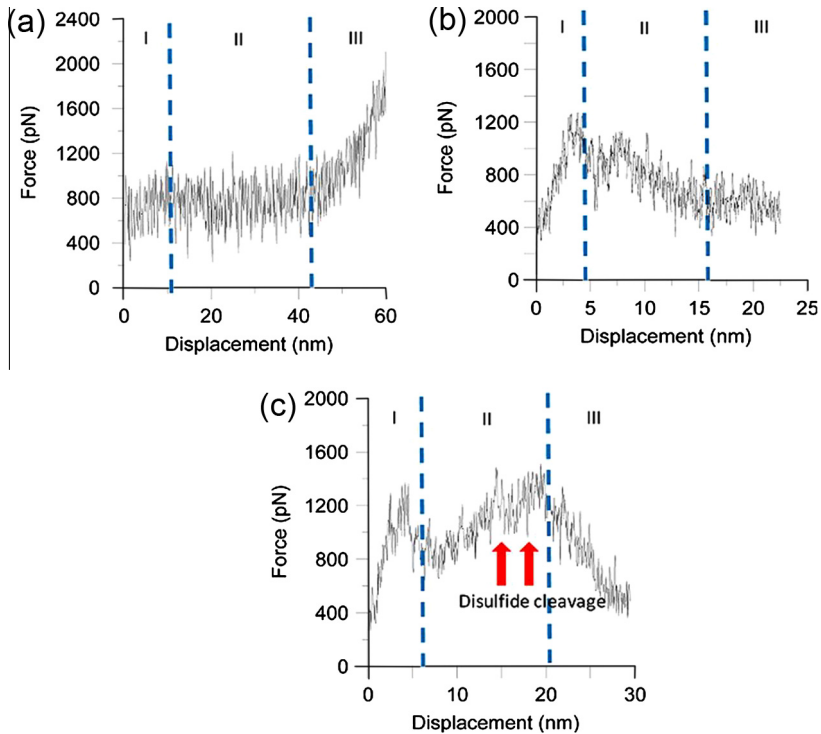 (a)
2400
2000
1600
1200
800
400
0
Force (pN)
I II III
0 20 40 60
Displacement (nm)
(b)
2000
1600
1200
800
400
0
Force (pN)
I II III
0 5 10 15 20 25
Displacement (nm)
(c)
2000
1600
1200
800
400
0
Force (pN)
I II III
Disulfide cleavage
0 10 20 30
Displacement (nm)